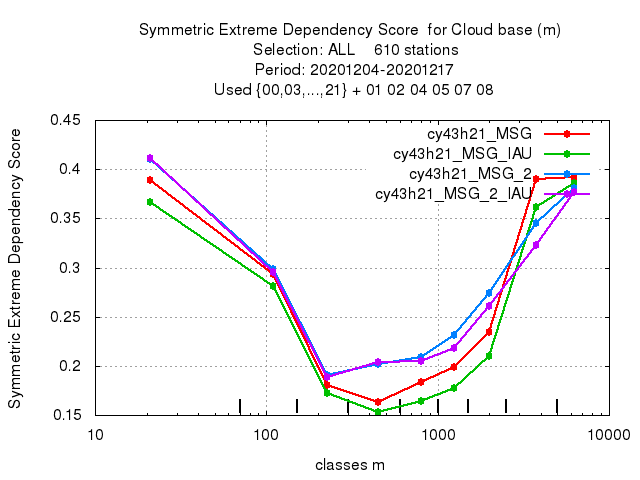 Symmetric Extreme Dependency Score  for Cloud base (m)
Selection: ALL    610 stations
Period: 20201204-20201217
Used {00,03,...,21} + 01 02 04 05 07 08
cy43h21_MSG
cy43h21_MSG_IAU
cy43h21_MSG_2
cy43h21_MSG_2_IAU
Symmetric Extreme Dependency Score
0.45
0.4
0.35
0.3
0.25
0.2
0.15
10 100 1000 10000
classes m